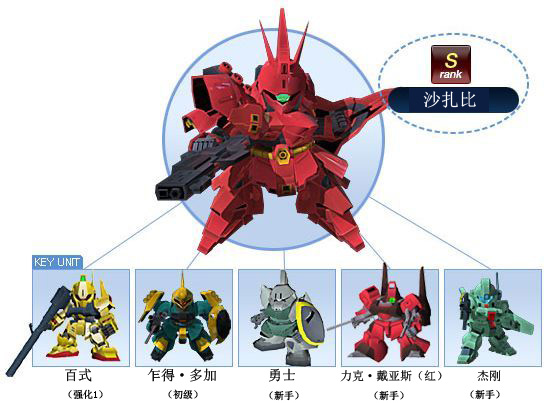 S
rank
沙扎比
KEY UNIT
百式
（强化1）
乍得·多加
（初级）
勇士
（新手）
力克·戴亚斯（红）
（新手）
杰刚
（新手）